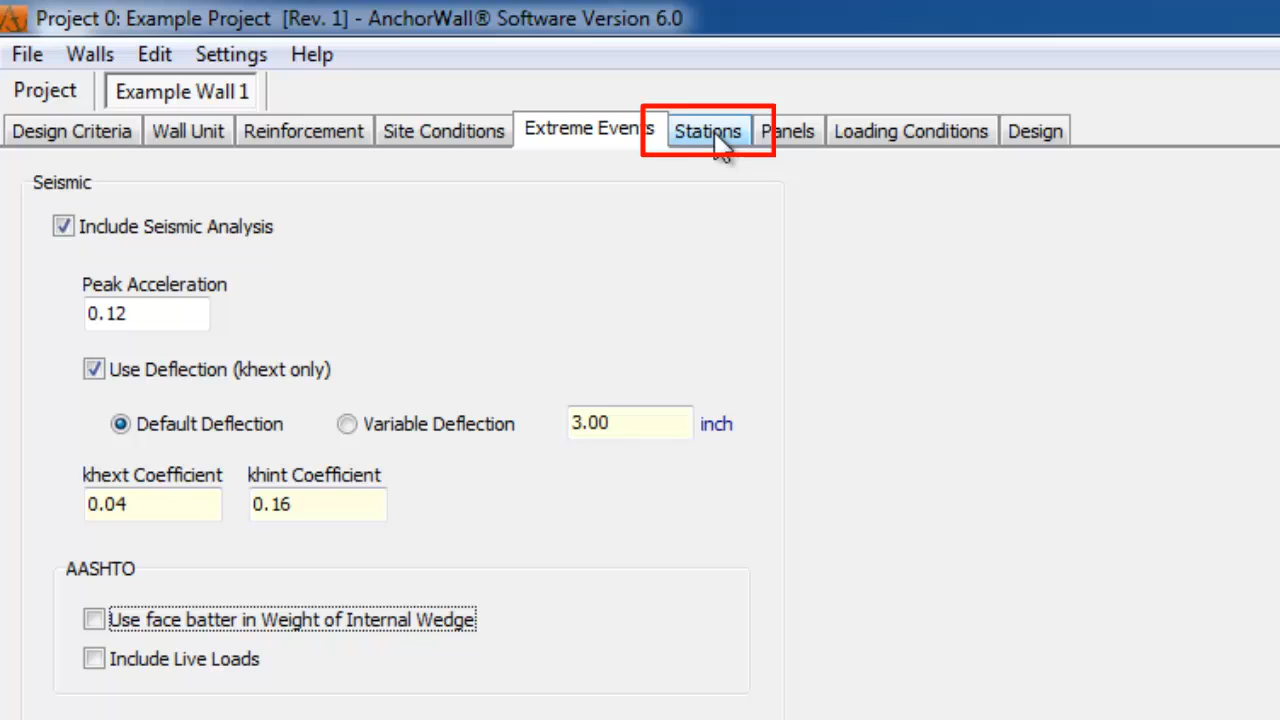 Project 0: Example Project [Rev. 1] - AnchorWall® Software Version 6.0
File Walls Edit Settings Help
Project Example Wall 1
Design Criteria Wall Unit Reinforcement Site Conditions Extreme Events Stations Panels Loading Conditions Design
Seismic
Include Seismic Analysis
Peak Acceleration
0.12
Use Deflection (khext only)
Default Deflection Variable Deflection 3.00 inch
khext Coefficient khint Coefficient
0.04 0.16
AASHTO
Use face batter in Weight of Internal Wedge
Include Live Loads